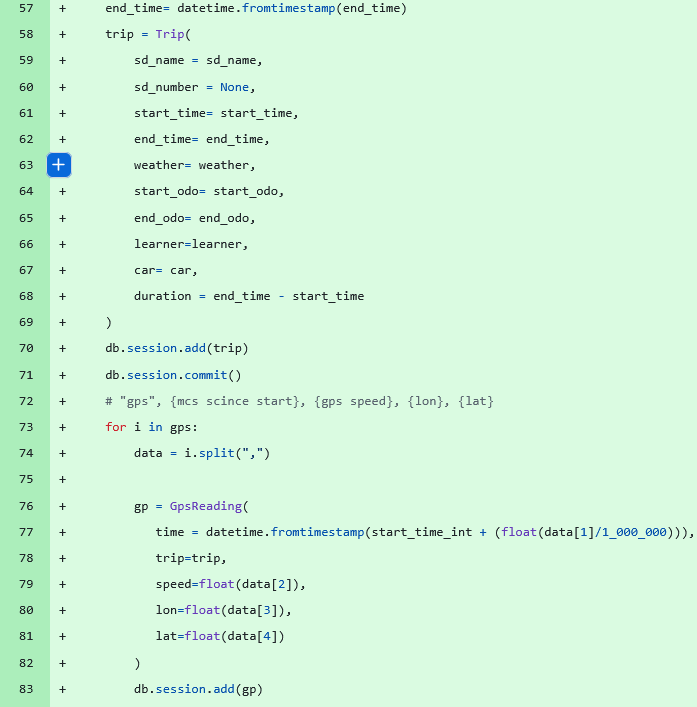 57 + end_time= datetime.fromtimestamp(end_time)
58 + trip = Trip(
59 + sd_name = sd_name,
60 + sd_number = None,
61 + start_time= start_time,
62 + end_time= end_time,
63 + weather= weather,
64 + start_odo= start_odo,
65 + end_odo= end_odo,
66 + learner=learner,
67 + car= car,
68 + duration = end_time - start_time
69 + )
70 + db.session.add(trip)
71 + db.session.commit()
72 + # "gps", {mcs scince start}, {gps speed}, {lon}, {lat}
73 + for i in gps:
74 + data = i.split(",")
75 +
76 + gp = GpsReading(
77 + time = datetime.fromtimestamp(start_time_int + (float(data[1]/1_000_000))),
78 + trip=trip,
79 + speed=float(data[2]),
80 + lon=float(data[3]),
81 + lat=float(data[4])
82 + )
83 + db.session.add(gp)